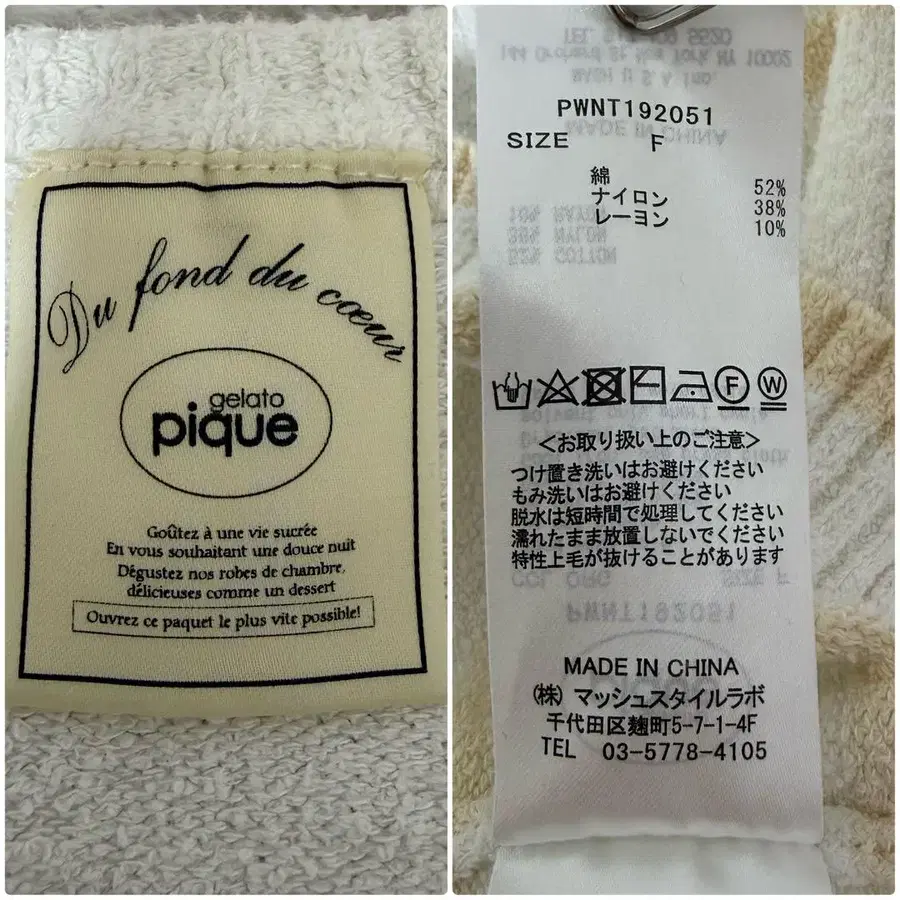 Du fond du cœur
gelato
pique
Goûtez à une vie sucrée
En vous souhaitant une douce nuit
Dégustez nos robes de chambre,
délicieuses comme un dessert
Ouvrez ce paquet le plus vite possible!
PWNT192051
SIZE F
綿 52%
ナイロン 38%
レーヨン 10%
F W
<お取り扱い上のご注意>
つけ置き洗いはお避けください
もみ洗いはお避けください
脱水は短時間で処理してください
濡れたまま放置しないでください
特性上毛が抜けることがあります
MADE IN CHINA
(株) マッシュスタイルラボ
千代田区麹町5-7-1-4F
TEL 03-5778-4105